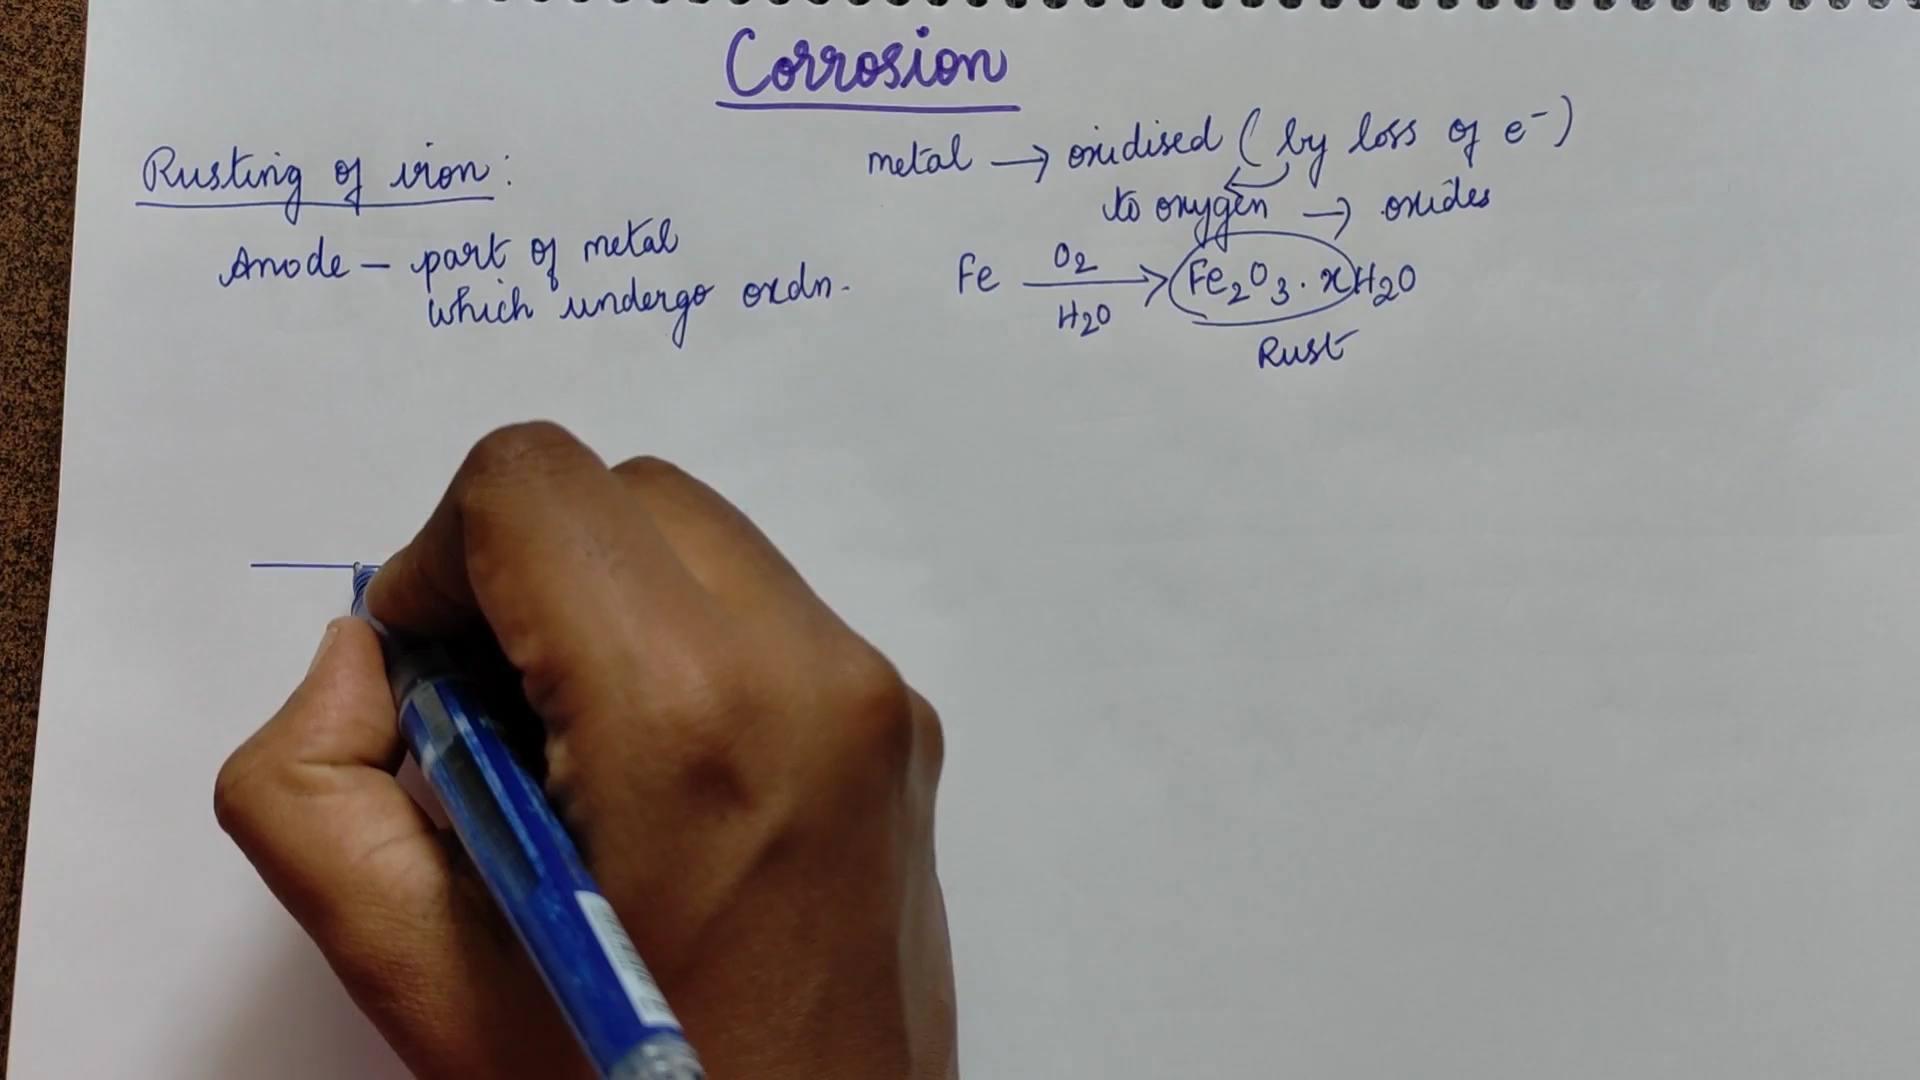 Corrosion
Rusting of iron:
Anode – part of metal
which undergo oxdn.
metal → oxidised (by loss of e⁻)
to oxygen → oxides
Fe O₂ H₂O → Fe₂O₃·xH₂O
Rust